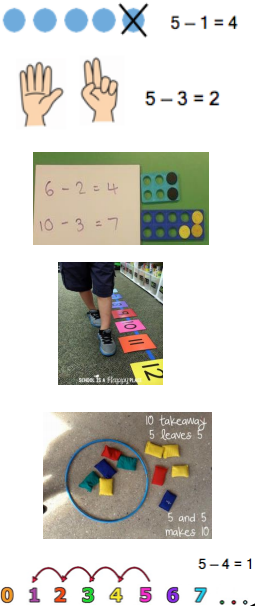 5 – 1 = 4
5 – 3 = 2
6 - 2 = 4
10 - 3 = 7
10
11
12
SCHOOL IS A Happy Place
10 takeaway
5 leaves 5
5 and 5
makes 10
5 – 4 = 1
0 1 2 3 4 5 6 7 ...